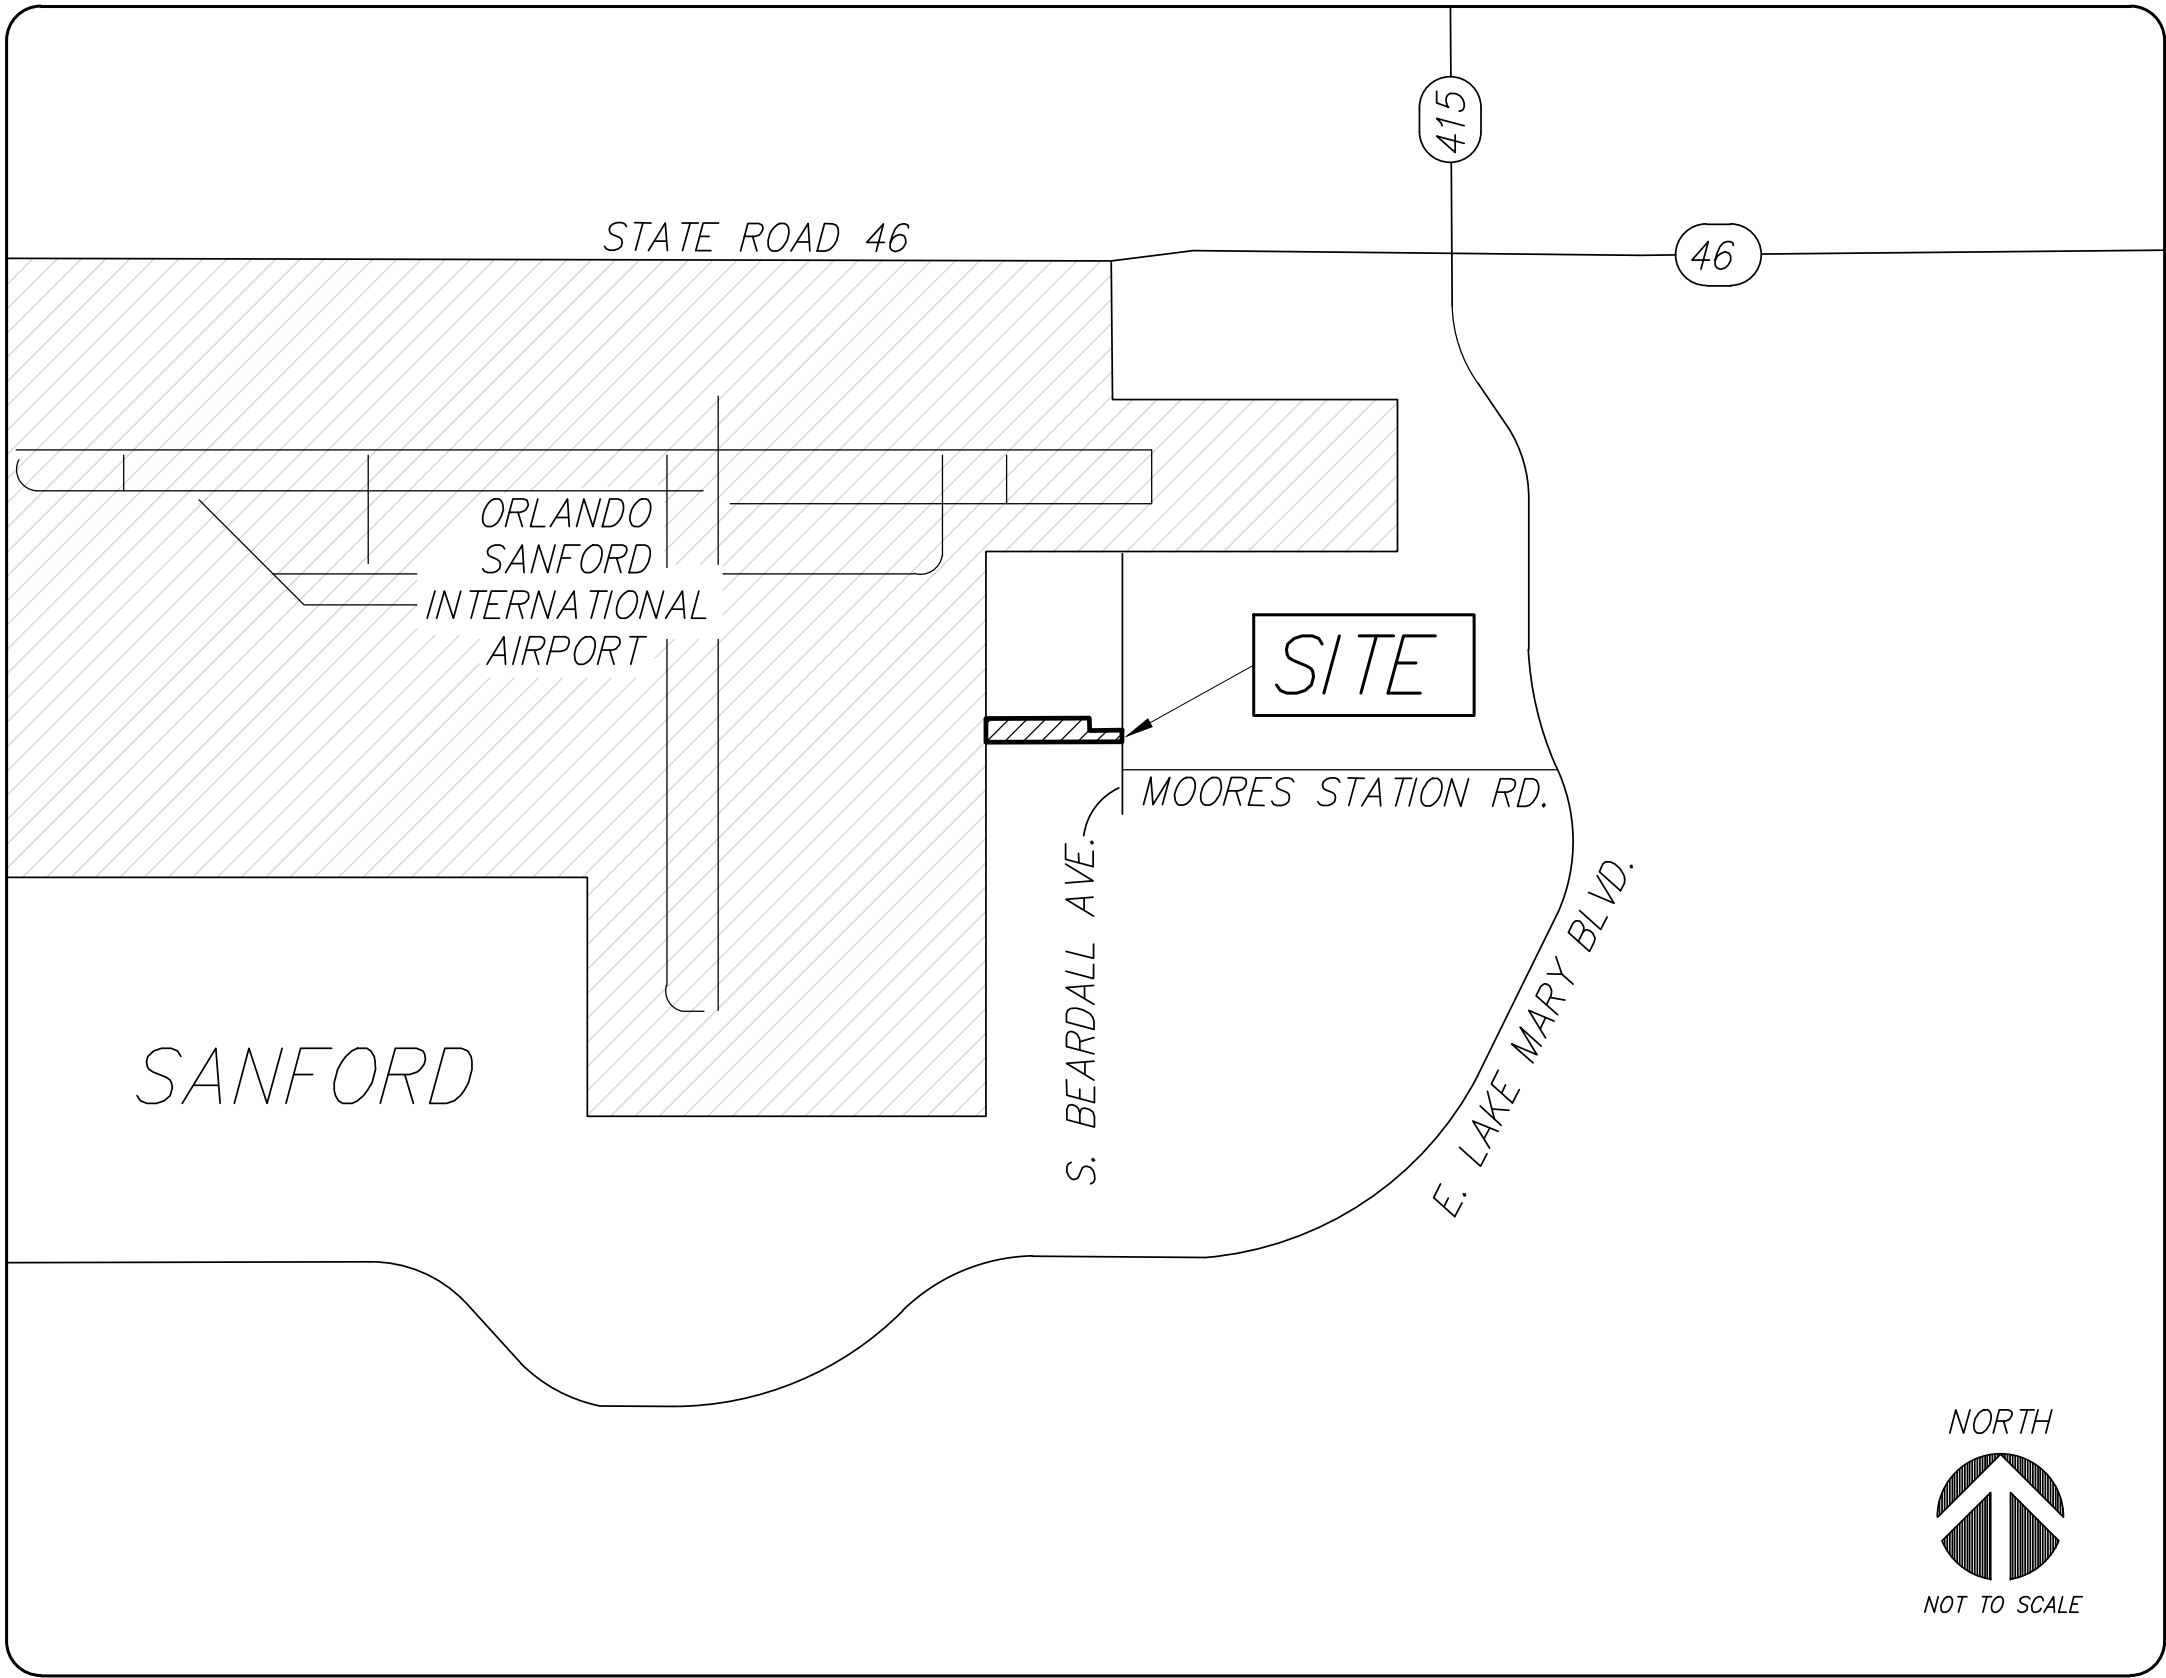 415
STATE ROAD 46
46
ORLANDO
SANFORD
INTERNATIONAL
AIRPORT
SITE
MOORES STATION RD.
S. BEARDALL AVE.
E. LAKE MARY BLVD.
SANFORD
NORTH
NOT TO SCALE